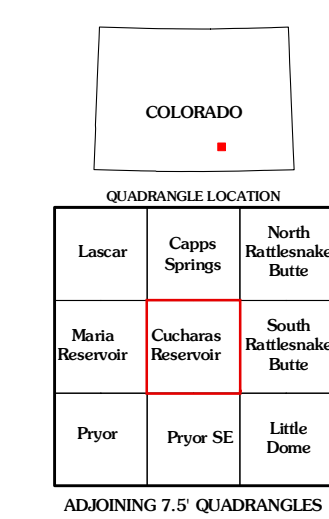 COLORADO
QUADRANGLE LOCATION
Lascar
Capps
Springs
North
Rattlesnake
Butte
Maria
Reservoir
Cucharas
Reservoir
South
Rattlesnake
Butte
Pryor
Pryor SE
Little
Dome
ADJOINING 7.5' QUADRANGLES